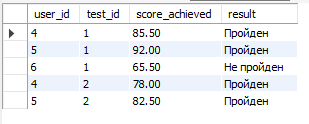 user_id test_id score_achieved result
4 1 85.50 Пройден
5 1 92.00 Пройден
6 1 65.50 Не пройден
4 2 78.00 Пройден
5 2 82.50 Пройден